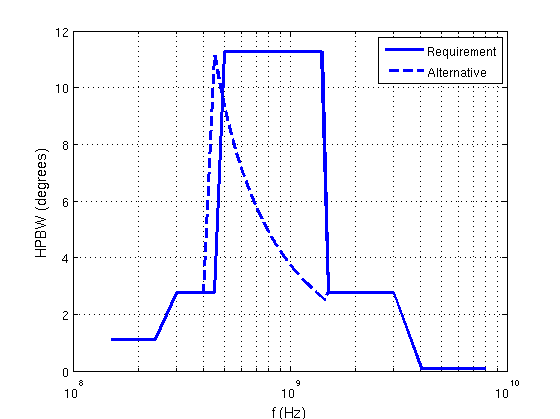 12
10
8
6
4
2
0
HPBW (degrees)
Requirement
Alternative
10^8
10^9
10^10
f (Hz)